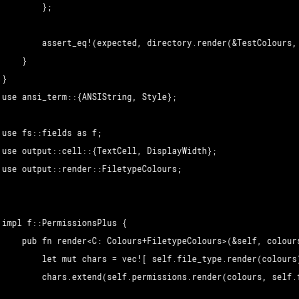 };
assert_eq!(expected, directory.render(&TestColours,
}
}
use ansi_term::{ANSIString, Style};
use fs::fields as f;
use output::cell::{TextCell, DisplayWidth};
use output::render::FiletypeColours;
impl f::PermissionsPlus {
pub fn render<C: Colours+FiletypeColours>(&self, colours
let mut chars = vec![ self.file_type.render(colours)
chars.extend(self.permissions.render(colours, self.